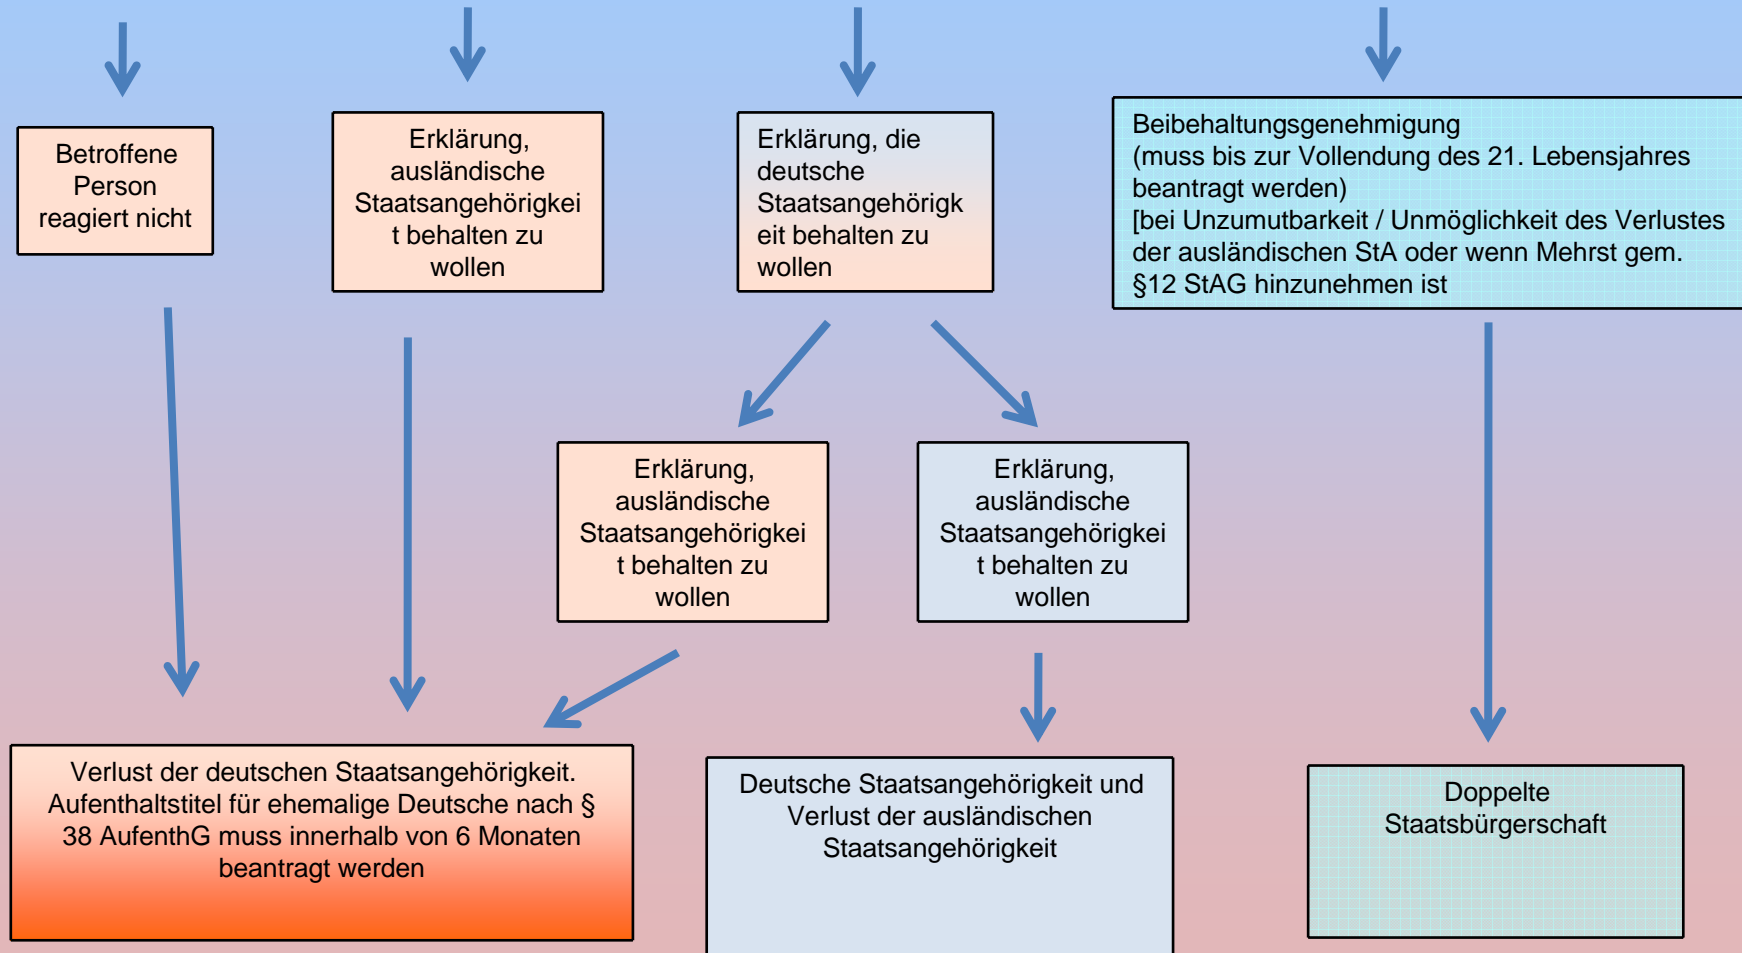 Betroffene
Person
reagiert nicht
Erklärung,
ausländische
Staatsangehörigkei
t behalten zu
wollen
Erklärung, die
deutsche
Staatsangehörigk
eit behalten zu
wollen
Beibehaltungsgenehmigung
(muss bis zur Vollendung des 21. Lebensjahres
beantragt werden)
[bei Unzumutbarkeit / Unmöglichkeit des Verlustes
der ausländischen StA oder wenn Mehrst gem.
§12 StAG hinzunehmen ist
Erklärung,
ausländische
Staatsangehörigkei
t behalten zu
wollen
Erklärung,
ausländische
Staatsangehörigkei
t behalten zu
wollen
Verlust der deutschen Staatsangehörigkeit.
Aufenthaltstitel für ehemalige Deutsche nach §
38 AufenthG muss innerhalb von 6 Monaten
beantragt werden
Deutsche Staatsangehörigkeit und
Verlust der ausländischen
Staatsangehörigkeit
Doppelte
Staatsbürgerschaft